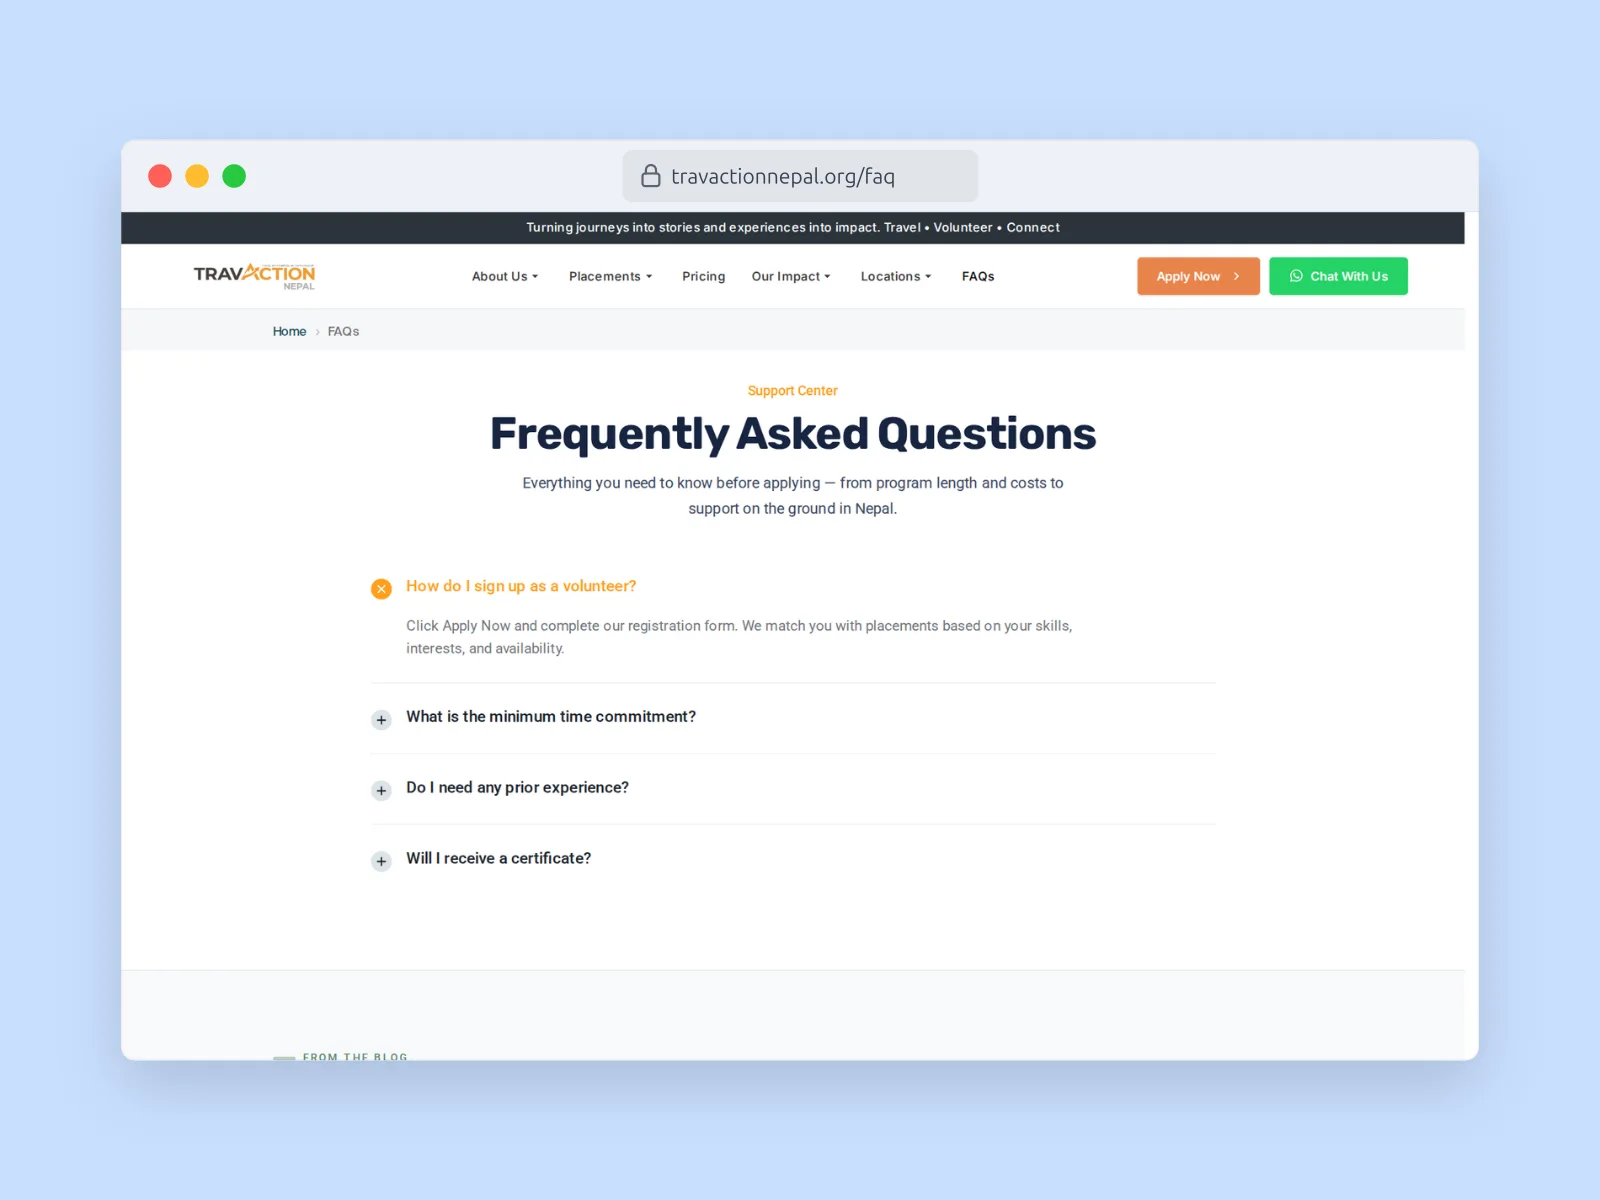 travactionnepal.org/faq
Turning journeys into stories and experiences into impact. Travel • Volunteer • Connect
TRAVACTION
NEPAL
About Us
Placements
Pricing
Our Impact
Locations
FAQs
Apply Now
Chat With Us
Home › FAQs
Support Center
Frequently Asked Questions
Everything you need to know before applying — from program length and costs to
support on the ground in Nepal.
How do I sign up as a volunteer?
Click Apply Now and complete our registration form. We match you with placements based on your skills,
interests, and availability.
What is the minimum time commitment?
Do I need any prior experience?
Will I receive a certificate?
FROM THE BLOG